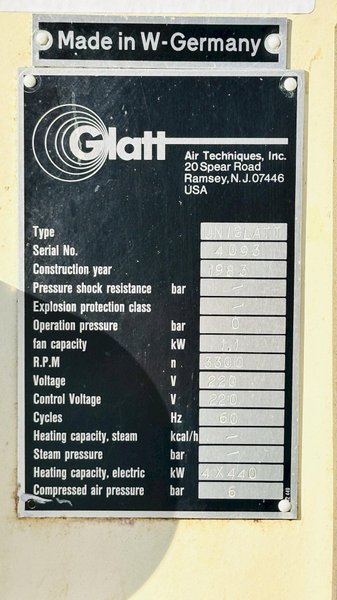 Made in W-Germany
Glatt
Air Techniques, Inc.
20 Spear Road
Ramsey, N.J. 07446
USA
Type UNIGLATT
Serial No. 4093
Construction year 1983
Pressure shock resistance bar -
Explosion protection class -
Operation pressure bar 0
fan capacity kW 1.1
R.P.M n 3300
Voltage V 220
Control Voltage V 220
Cycles Hz 60
Heating capacity, steam kcal/h -
Steam pressure bar -
Heating capacity, electric kW 4X440
Compressed air pressure bar 6